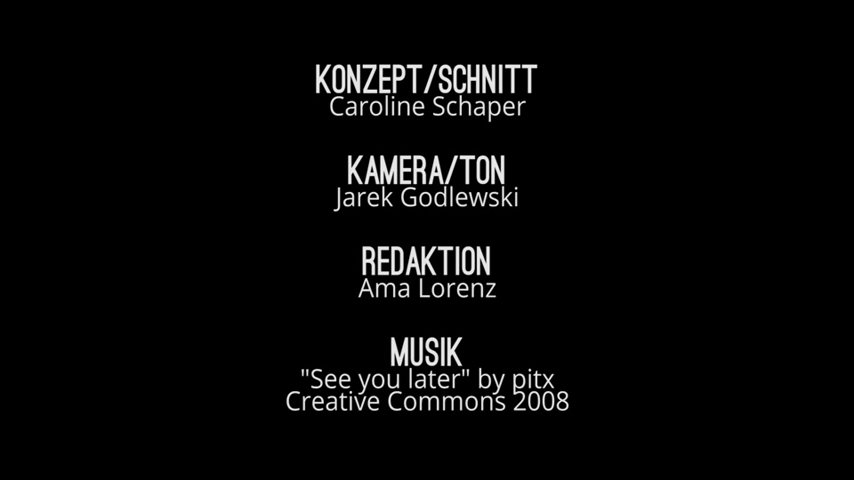 KONZEPT/SCHNITT
Caroline Schaper
KAMERA/TON
Jarek Godlewski
REDAKTION
Ama Lorenz
MUSIK
"See you later" by pitx
Creative Commons 2008